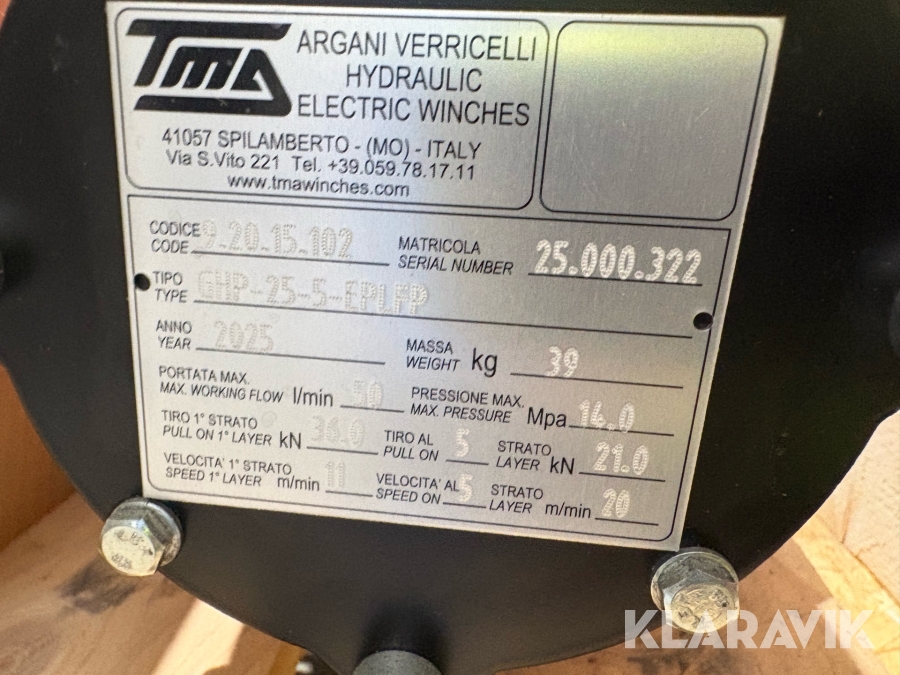 TMA
ARGANI VERRICELLI
HYDRAULIC
ELECTRIC WINCHES
41057 SPILAMBERTO - (MO) - ITALY
Via S.Vito 221 Tel. +39.059.78.17.11
www.tmawinches.com
CODICE CODE 9-20-15-102
MATRICOLA SERIAL NUMBER 25.000.322
TIPO TYPE GHP-25-5-EPLFP
ANNO YEAR 2025
MASSA WEIGHT kg 39
PORTATA MAX. MAX. WORKING FLOW l/min
PRESSIONE MAX. MAX. PRESSURE Mpa 14.0
TIRO 1° STRATO PULL ON 1° LAYER kN
TIRO AL PULL ON 5 STRATO LAYER kN 21.0
VELOCITA' 1° STRATO SPEED 1° LAYER m/min 11
VELOCITA' AL SPEED ON 5 STRATO LAYER m/min 20
KLARAVIK